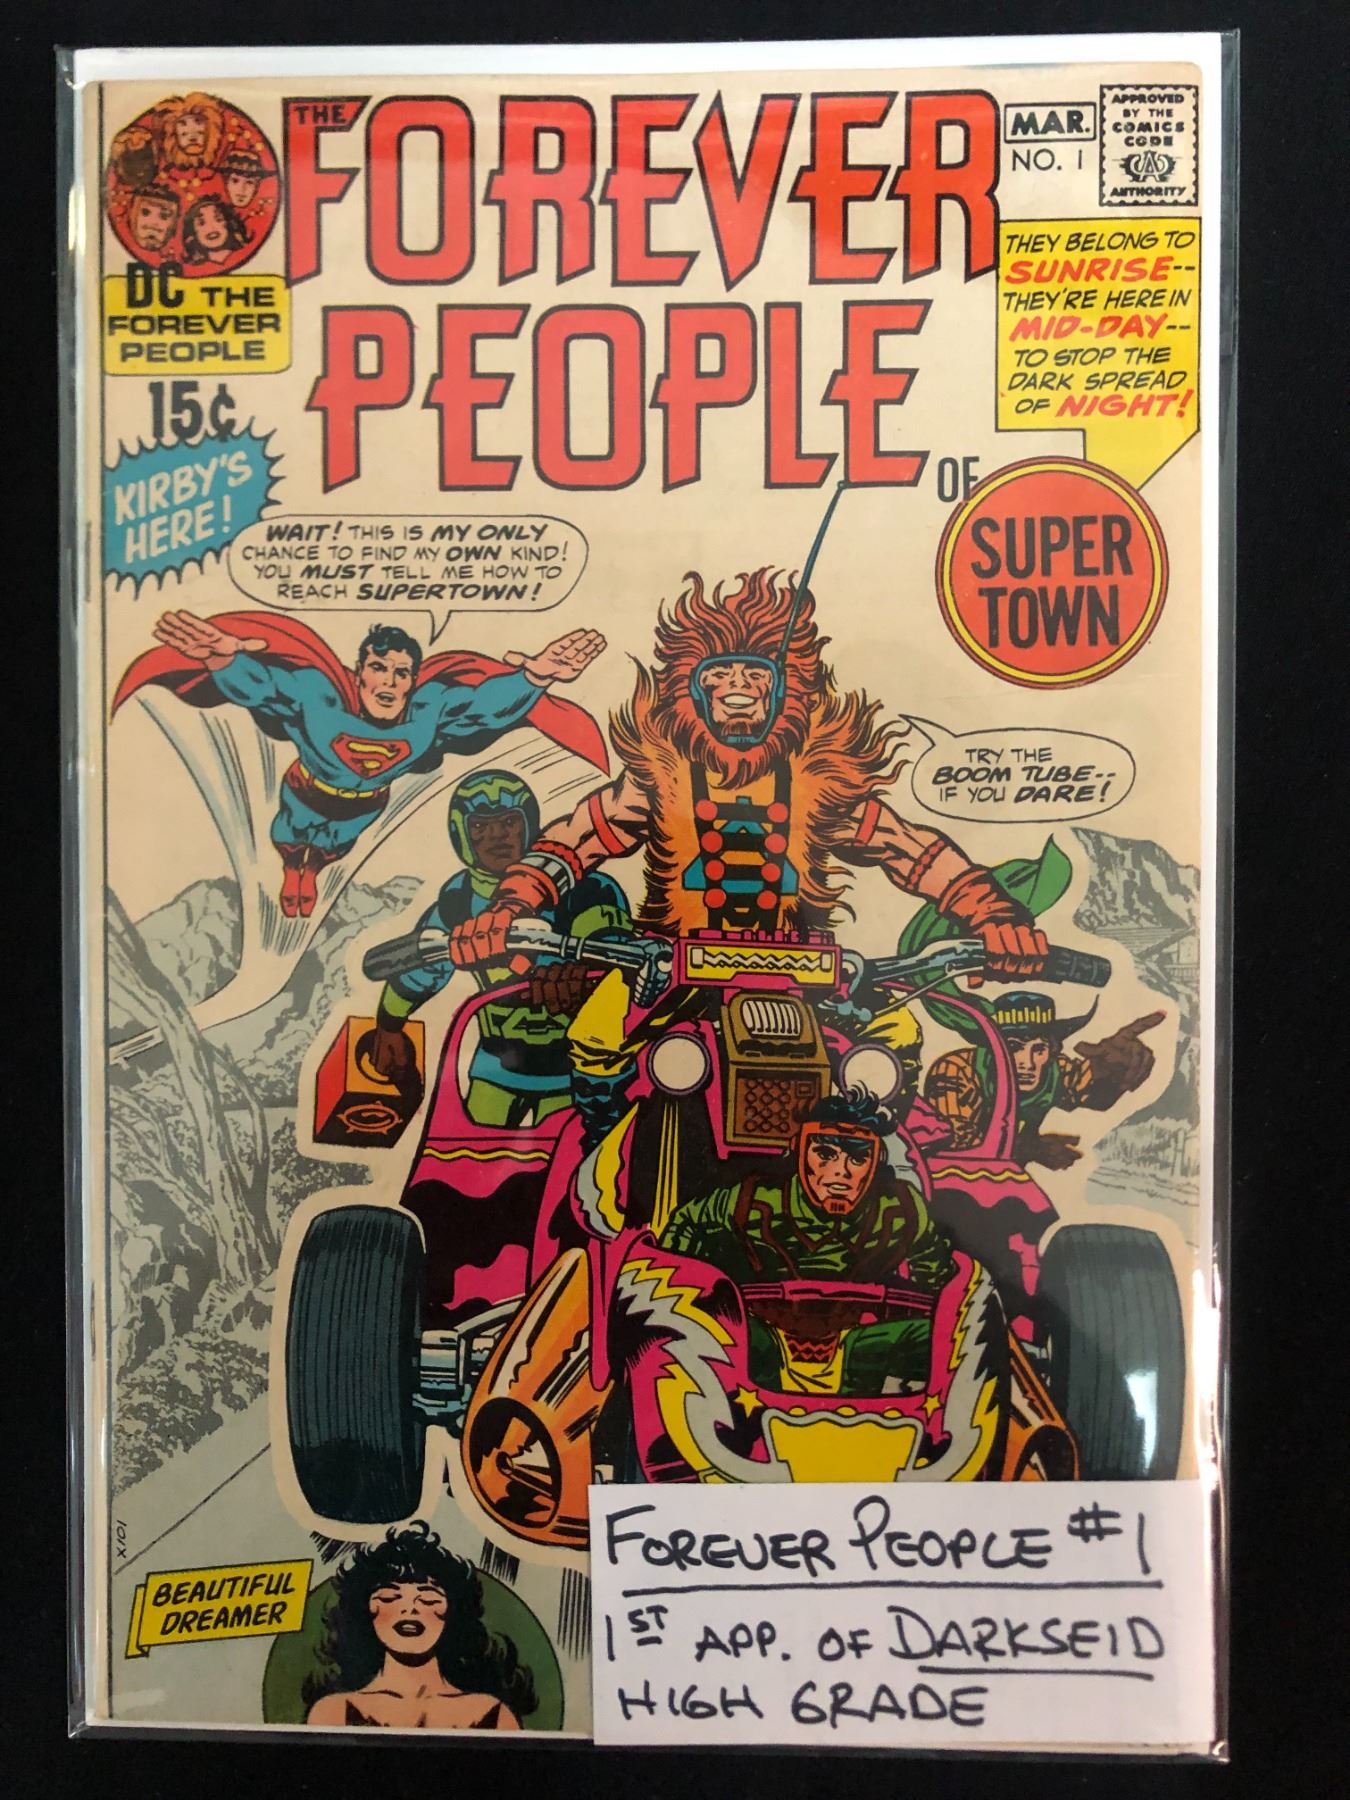 THE
FOREVER
PEOPLE
OF
SUPER
TOWN
MAR.
NO. 1
APPROVED
BY THE
COMICS
CODE
AUTHORITY
DC THE
FOREVER
PEOPLE
15¢
KIRBY'S
HERE!
THEY BELONG TO
SUNRISE--
THEY'RE HERE IN
MID-DAY--
TO STOP THE
DARK SPREAD
OF NIGHT!
WAIT! THIS IS MY ONLY
CHANCE TO FIND MY OWN KIND!
YOU MUST TELL ME HOW TO
REACH SUPERTOWN!
TRY THE
BOOM TUBE--
IF YOU DARE!
X101
BEAUTIFUL
DREAMER
FOREVER PEOPLE #1
1ST APP. OF DARKSEID
HIGH GRADE